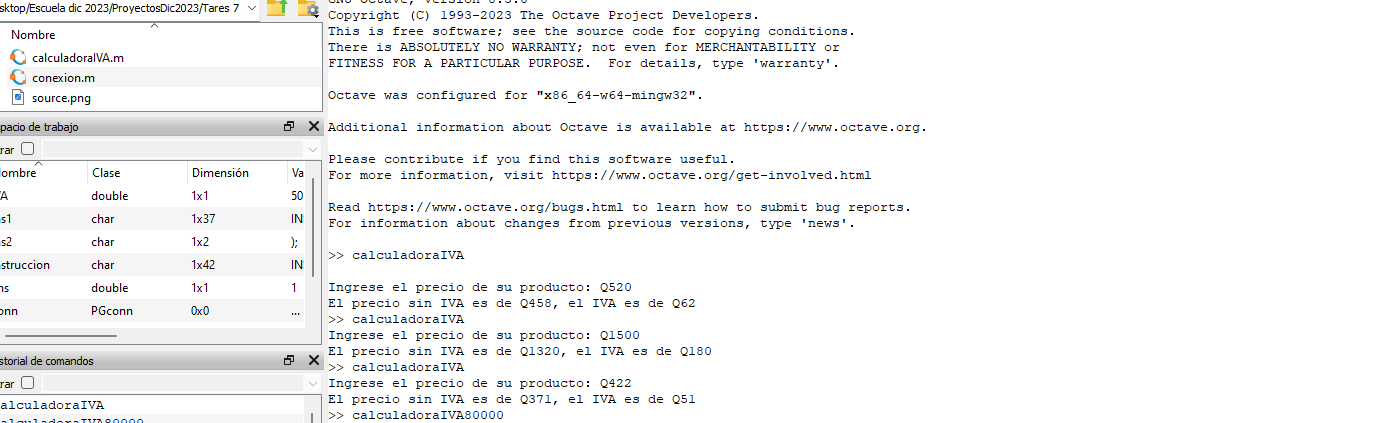 sktop/Escuela dic 2023/ProyectosDic2023/Tares 7
Nombre
calculadoraIVA.m
conexion.m
source.png
pacio de trabajo
rar
ombre Clase Dimensión Va
A double 1x1 50
s1 char 1x37 IN
s2 char 1x2 );
struccion char 1x42 IN
ns double 1x1 1
onn PGconn 0x0 ...
storial de comandos
rar
alculadoraIVA
alculadoraIVA80000
GNU Octave, version 8.3.0
Copyright (C) 1993-2023 The Octave Project Developers.
This is free software; see the source code for copying conditions.
There is ABSOLUTELY NO WARRANTY; not even for MERCHANTABILITY or
FITNESS FOR A PARTICULAR PURPOSE.  For details, type 'warranty'.
Octave was configured for "x86_64-w64-mingw32".
Additional information about Octave is available at https://www.octave.org.
Please contribute if you find this software useful.
For more information, visit https://www.octave.org/get-involved.html
Read https://www.octave.org/bugs.html to learn how to submit bug reports.
For information about changes from previous versions, type 'news'.
>> calculadoraIVA
Ingrese el precio de su producto: Q520
El precio sin IVA es de Q458, el IVA es de Q62
>> calculadoraIVA
Ingrese el precio de su producto: Q1500
El precio sin IVA es de Q1320, el IVA es de Q180
>> calculadoraIVA
Ingrese el precio de su producto: Q422
El precio sin IVA es de Q371, el IVA es de Q51
>> calculadoraIVA80000